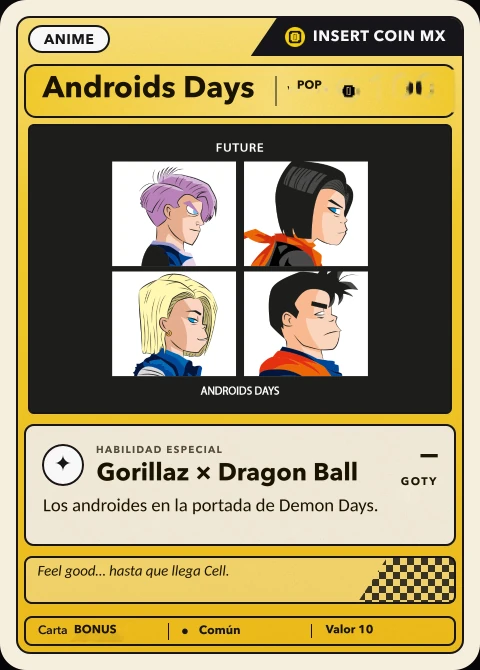 ANIME
INSERT COIN MX
Androids Days
POP
FUTURE
ANDROIDS DAYS
HABILIDAD ESPECIAL
Gorillaz × Dragon Ball
GOTY
Los androides en la portada de Demon Days.
Feel good... hasta que llega Cell.
Carta BONUS
• Común
Valor 10